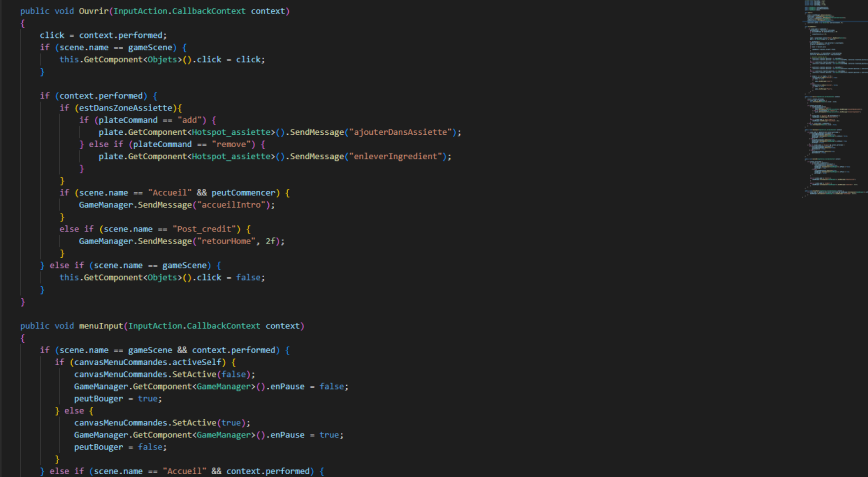 public void Ouvrir(InputAction.CallbackContext context)
{
click = context.performed;
if (scene.name == gameScene) {
this.GetComponent<Objets>().click = click;
}
if (context.performed) {
if (estDansZoneAssiette){
if (plateCommand == "add") {
plate.GetComponent<Hotspot_assiette>().SendMessage("ajouterDansAssiette");
} else if (plateCommand == "remove") {
plate.GetComponent<Hotspot_assiette>().SendMessage("enleverIngredient");
}
}
if (scene.name == "Accueil" && peutCommencer) {
GameManager.SendMessage("accueilIntro");
}
else if (scene.name == "Post_credit") {
GameManager.SendMessage("retourHome", 2f);
}
} else if (scene.name == gameScene) {
this.GetComponent<Objets>().click = false;
}
}
public void menuInput(InputAction.CallbackContext context)
{
if (scene.name == gameScene && context.performed) {
if (canvasMenuCommandes.activeSelf) {
canvasMenuCommandes.SetActive(false);
GameManager.GetComponent<GameManager>().enPause = false;
peutBouger = true;
} else {
canvasMenuCommandes.SetActive(true);
GameManager.GetComponent<GameManager>().enPause = true;
peutBouger = false;
}
} else if (scene.name == "Accueil" && context.performed) {